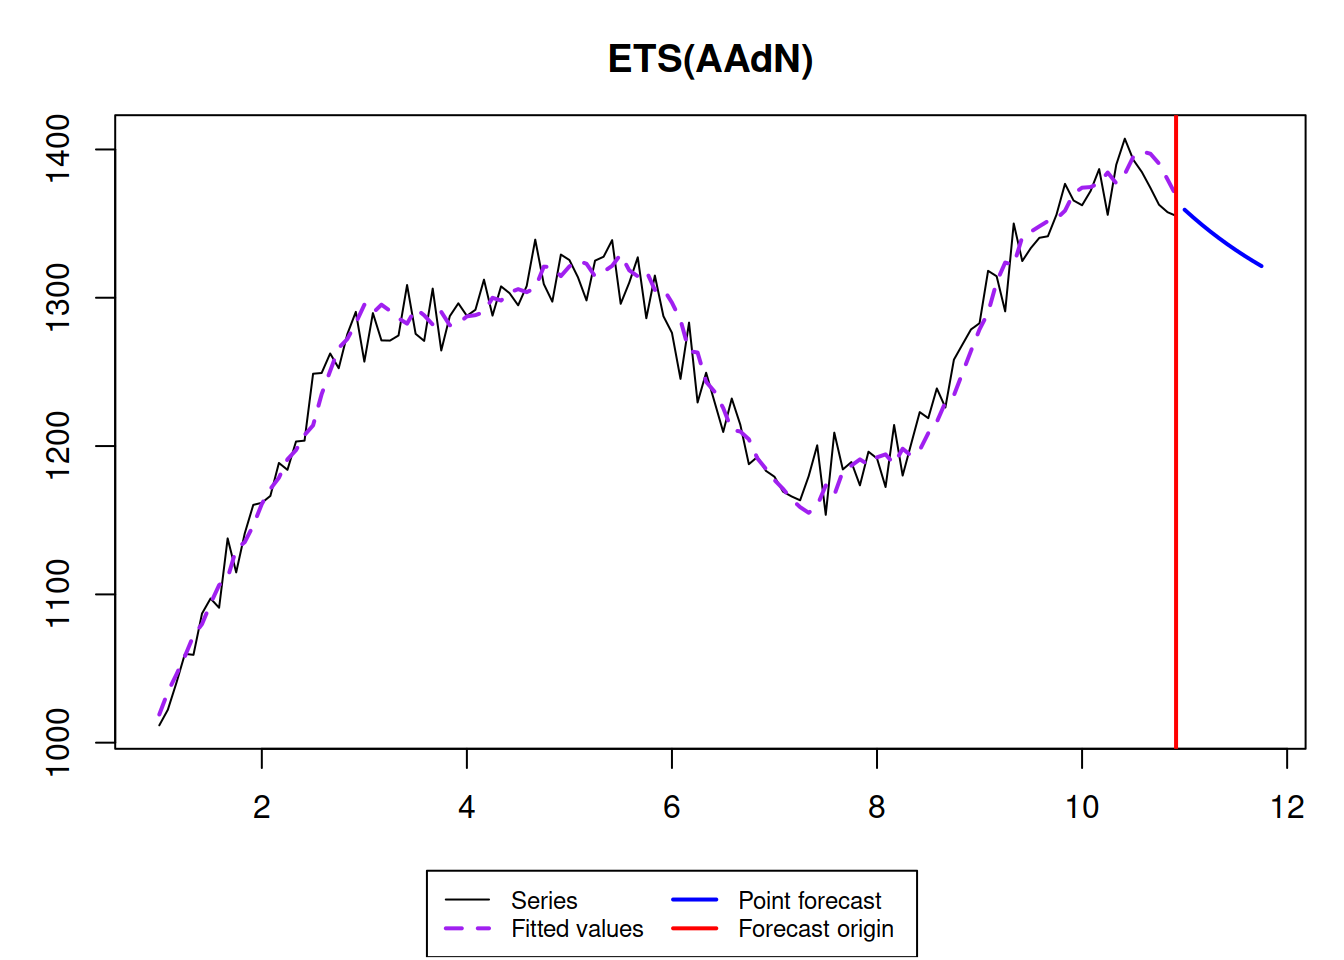 ETS(AAdN)
1400
1300
1200
1100
1000
2 4 6 8 10 12
Series Point forecast
Fitted values Forecast origin